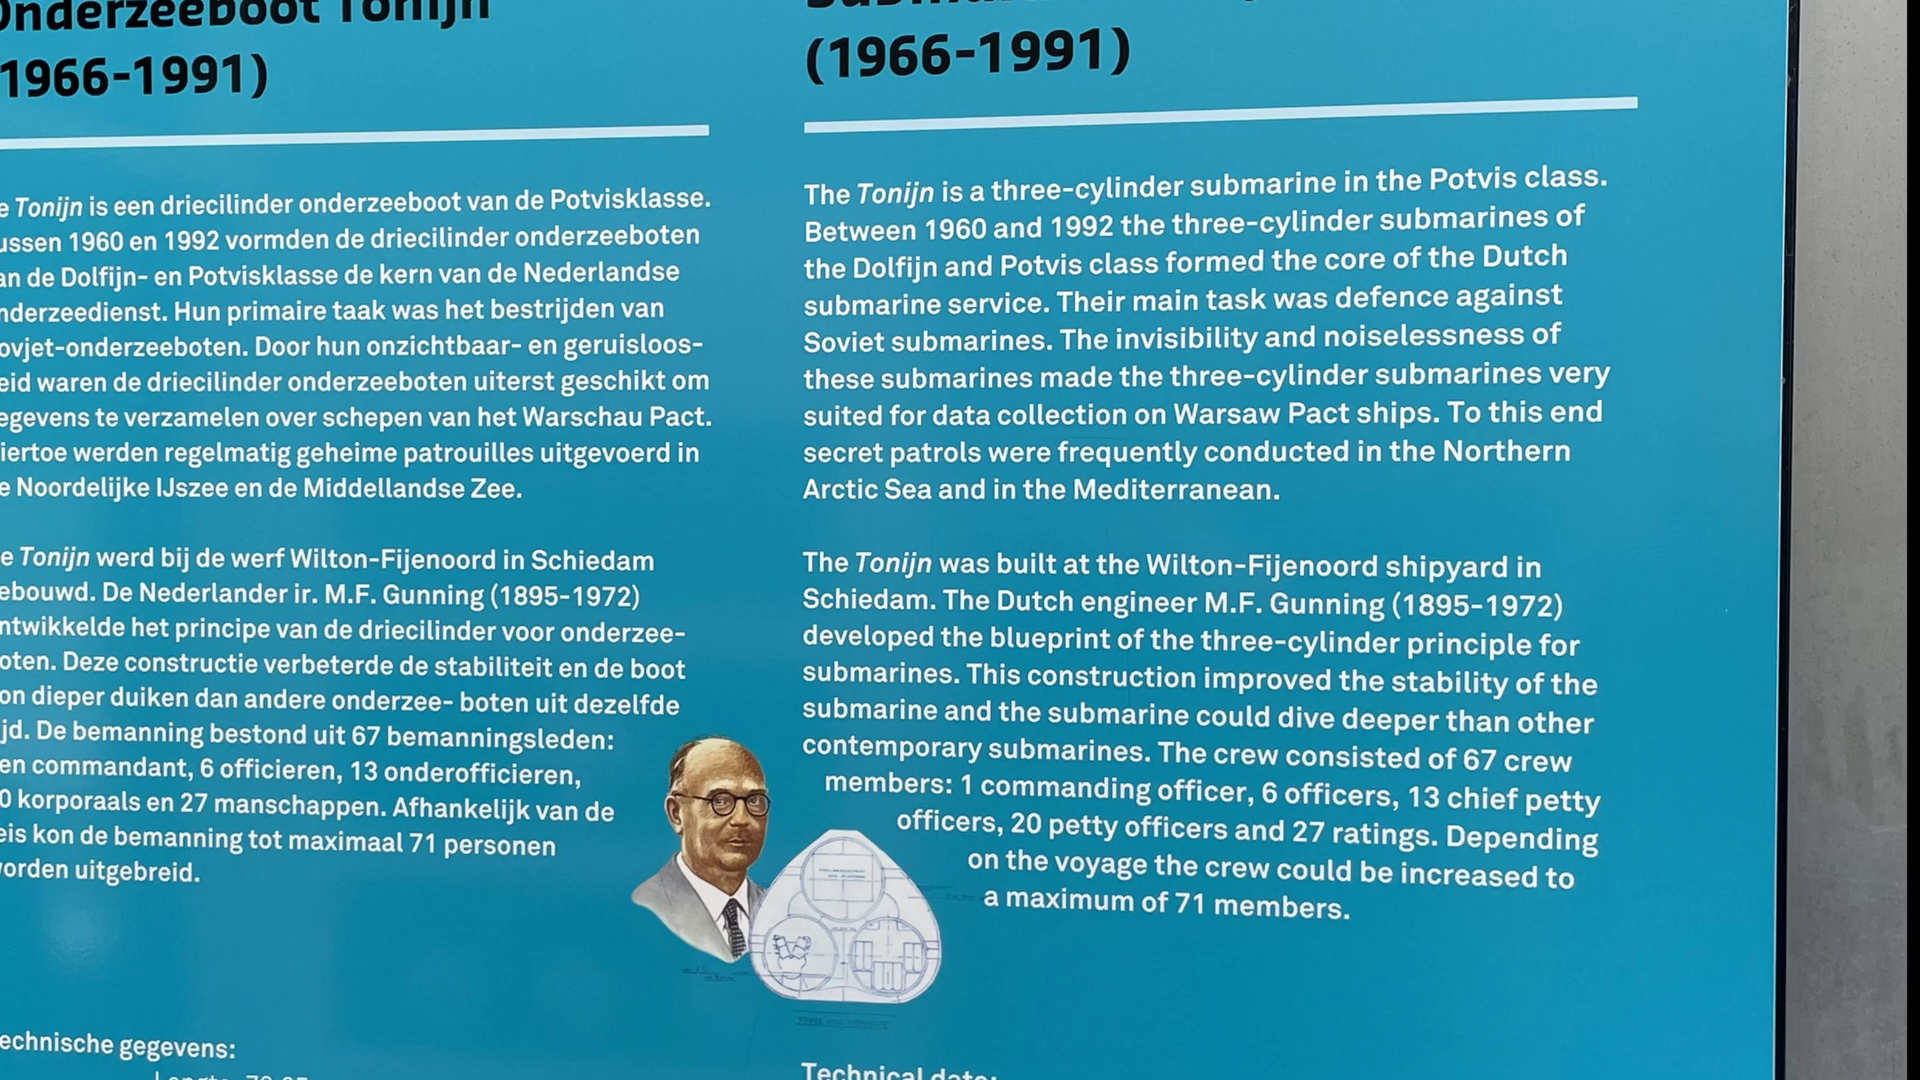 Onderzeeboot Tonijn
1966-1991)
e Tonijn is een driecilinder onderzeeboot van de Potvisklasse.
ussen 1960 en 1992 vormden de driecilinder onderzeeboten
an de Dolfijn- en Potvisklasse de kern van de Nederlandse
nderzeedienst. Hun primaire taak was het bestrijden van
ovjet-onderzeeboten. Door hun onzichtbaar- en geruisloos-
eid waren de driecilinder onderzeeboten uiterst geschikt om
egevens te verzamelen over schepen van het Warschau Pact.
iertoe werden regelmatig geheime patrouilles uitgevoerd in
e Noordelijke IJszee en de Middellandse Zee.
e Tonijn werd bij de werf Wilton-Fijenoord in Schiedam
ebouwd. De Nederlander ir. M.F. Gunning (1895-1972)
ntwikkelde het principe van de driecilinder voor onderzee-
oten. Deze constructie verbeterde de stabiliteit en de boot
on dieper duiken dan andere onderzee- boten uit dezelfde
ijd. De bemanning bestond uit 67 bemanningsleden:
en commandant, 6 officieren, 13 onderofficieren,
0 korporaals en 27 manschappen. Afhankelijk van de
eis kon de bemanning tot maximaal 71 personen
orden uitgebreid.
echnische gegevens:
(1966-1991)
The Tonijn is a three-cylinder submarine in the Potvis class.
Between 1960 and 1992 the three-cylinder submarines of
the Dolfijn and Potvis class formed the core of the Dutch
submarine service. Their main task was defence against
Soviet submarines. The invisibility and noiselessness of
these submarines made the three-cylinder submarines very
suited for data collection on Warsaw Pact ships. To this end
secret patrols were frequently conducted in the Northern
Arctic Sea and in the Mediterranean.
The Tonijn was built at the Wilton-Fijenoord shipyard in
Schiedam. The Dutch engineer M.F. Gunning (1895-1972)
developed the blueprint of the three-cylinder principle for
submarines. This construction improved the stability of the
submarine and the submarine could dive deeper than other
contemporary submarines. The crew consisted of 67 crew
members: 1 commanding officer, 6 officers, 13 chief petty
officers, 20 petty officers and 27 ratings. Depending
on the voyage the crew could be increased to
a maximum of 71 members.
Technical data: